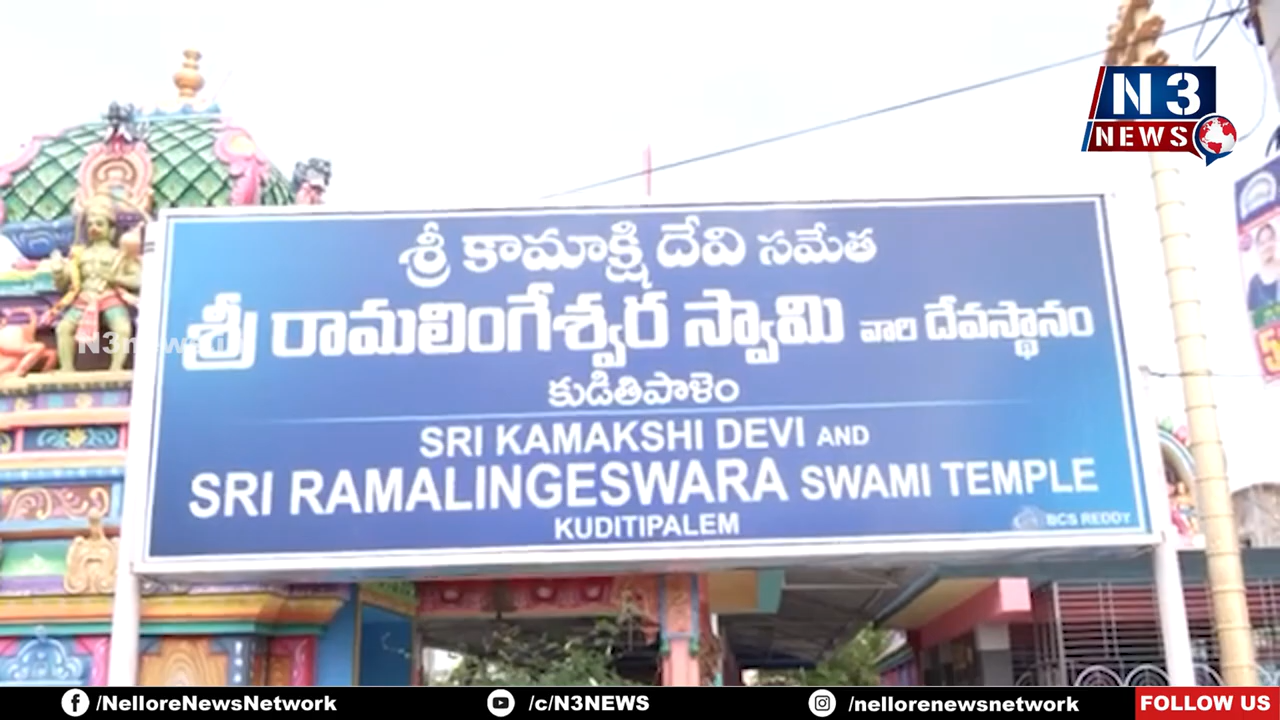 N3
NEWS
శ్రీ కామాక్షి దేవి సమేత
శ్రీ రామలింగేశ్వర స్వామి వారి దేవస్థానం
కుడితిపాళెం
SRI KAMAKSHI DEVI AND
SRI RAMALINGESWARA SWAMI TEMPLE
KUDITIPALEM
BCS REDDY
/NelloreNewsNetwork
/c/N3NEWS
/nellorenewsnetwork
FOLLOW US